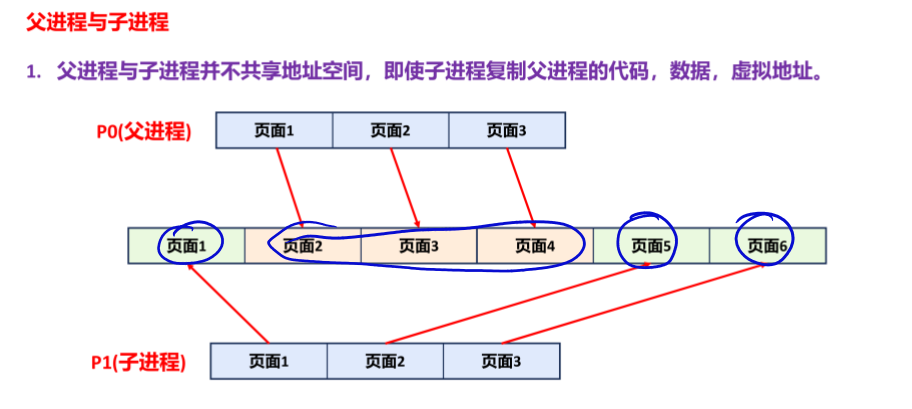 父进程与子进程
1. 父进程与子进程并不共享地址空间，即使子进程复制父进程的代码，数据，虚拟地址。
P0(父进程) 页面1 页面2 页面3
页面1 页面2 页面3 页面4 页面5 页面6
P1(子进程) 页面1 页面2 页面3